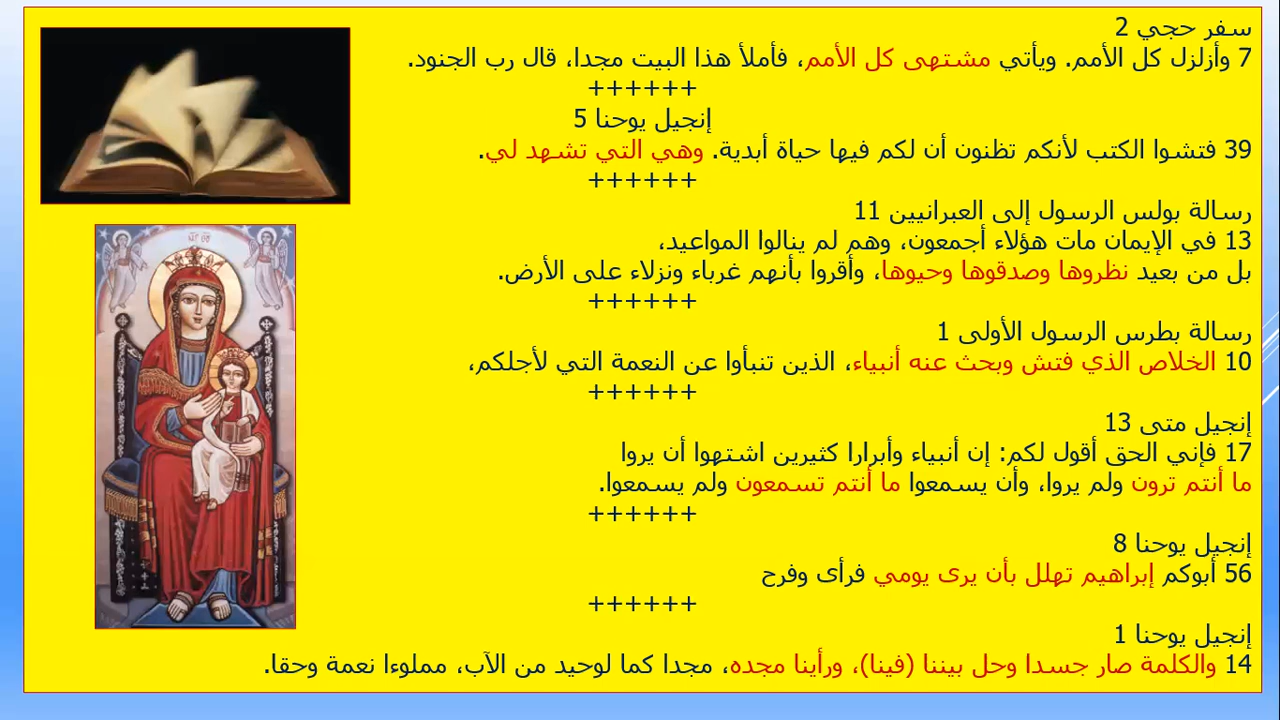 سفر حجي 2
7 وأزلزل كل الأمم. ويأتي مشتهى كل الأمم، فأملأ هذا البيت مجدا، قال رب الجنود.
++++++
إنجيل يوحنا 5
39 فتشوا الكتب لأنكم تظنون أن لكم فيها حياة أبدية. وهي التي تشهد لي.
++++++
رسالة بولس الرسول إلى العبرانيين 11
13 في الإيمان مات هؤلاء أجمعون، وهم لم ينالوا المواعيد،
بل من بعيد نظروها وصدقوها وحيوها، وأقروا بأنهم غرباء ونزلاء على الأرض.
++++++
رسالة بطرس الرسول الأولى 1
10 الخلاص الذي فتش وبحث عنه أنبياء، الذين تنبأوا عن النعمة التي لأجلكم،
++++++
إنجيل متى 13
17 فإني الحق أقول لكم: إن أنبياء وأبرارا كثيرين اشتهوا أن يروا
ما أنتم ترون ولم يروا، وأن يسمعوا ما أنتم تسمعون ولم يسمعوا.
++++++
إنجيل يوحنا 8
56 أبوكم إبراهيم تهلل بأن يرى يومي فرأى وفرح
++++++
إنجيل يوحنا 1
14 والكلمة صار جسدا وحل بيننا (فينا)، ورأينا مجده، مجدا كما لوحيد من الآب، مملوءا نعمة وحقا.